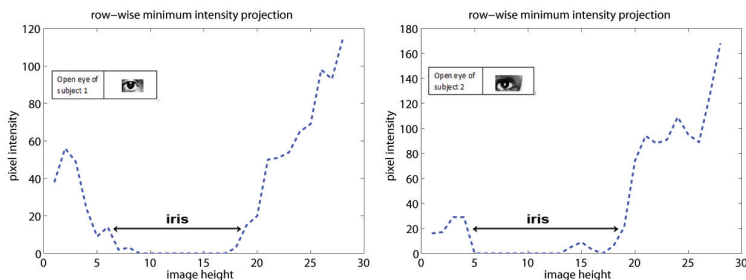 row-wise minimum intensity projection
120
100
80
60
40
20
0
pixel intensity
Open eye of
subject 1
iris
0 5 10 15 20 25 30
image height
row-wise minimum intensity projection
180
160
140
120
100
80
60
40
20
0
pixel intensity
Open eye of
subject 2
iris
0 5 10 15 20 25 30
image height